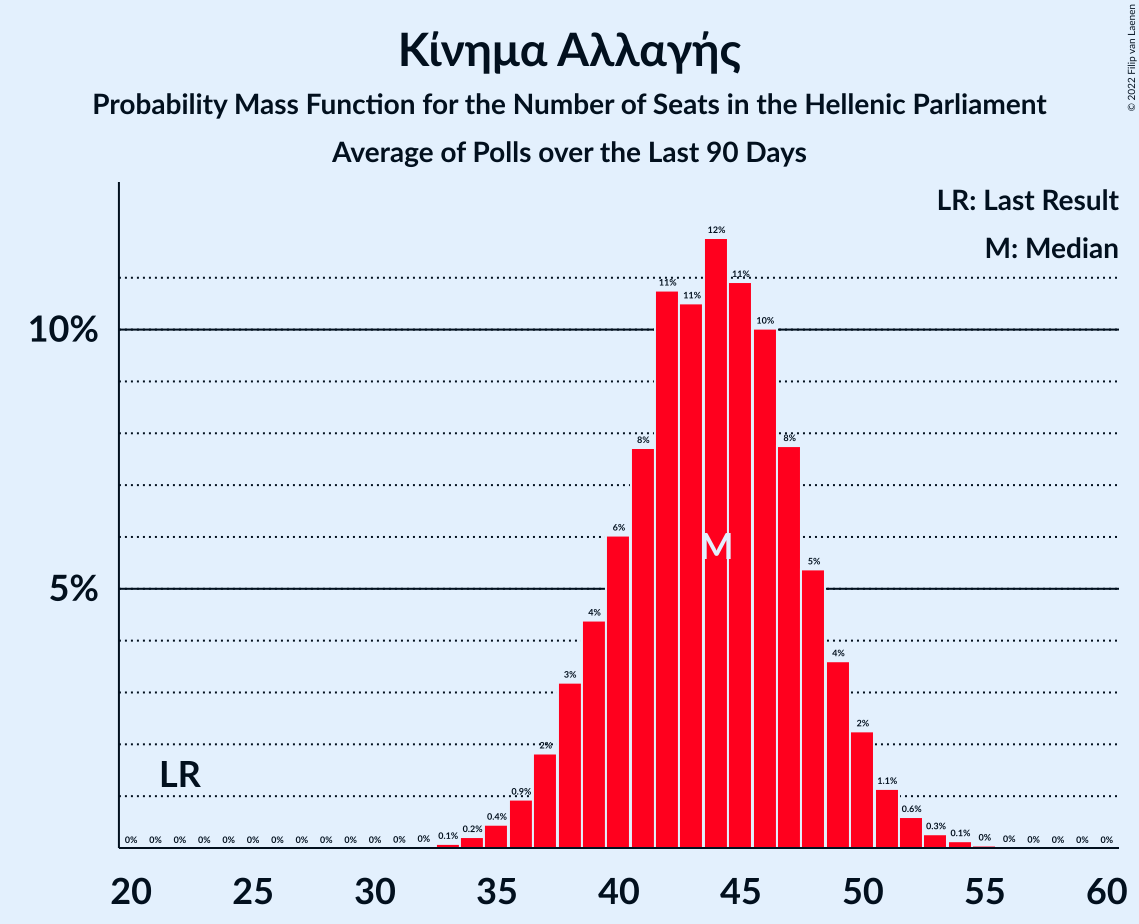 Κίνημα Αλλαγής
Probability Mass Function for the Number of Seats in the Hellenic Parliament
Average of Polls over the Last 90 Days
© 2022 Filip van Laenen
LR: Last Result
M: Median
10%
5%
LR
M
0% 0% 0% 0% 0% 0% 0% 0% 0% 0% 0% 0% 0% 0.1% 0.2% 0.4% 0.9% 2% 3% 4% 6% 8% 11% 11% 12% 11% 10% 8% 5% 4% 2% 1.1% 0.6% 0.3% 0.1% 0% 0% 0% 0% 0% 0%
20 25 30 35 40 45 50 55 60